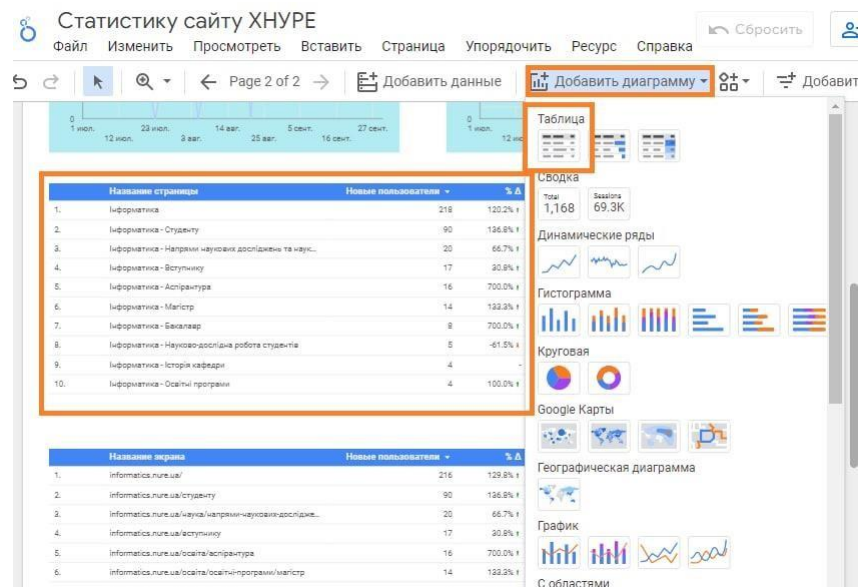 Статистику сайту ХНУРЕ
Сбросить
Файл Изменить Просмотреть Вставить Страница Упорядочить Ресурс Справка
Page 2 of 2 Добавить данные Добавить диаграмму Добавит
0 0
1 июл. 23 июл. 14 авг. 5 сент. 27 сент. 1 июл.
12 июл. 3 авг. 25 авг. 16 сент. 12 ию
Название страницы Новые пользователи % Δ
1. Інформатика 218 120.2%
2. Інформатика - Студенту 90 136.8%
3. Інформатика - Напрями наукових досліджень та наук... 20 66.7%
4. Інформатика - Вступнику 17 30.8%
5. Інформатика - Аспірантура 16 700.0%
6. Інформатика - Магістр 14 133.3%
7. Інформатика - Бакалавр 8 700.0%
8. Інформатика - Науково-дослідна робота студентів 5 -61.5%
9. Інформатика - Історія кафедри 4 -
10. Інформатика - Освітні програми 4 100.0%
Название экрана Новые пользователи % Δ
1. informatics.nure.ua/ 216 129.8%
2. informatics.nure.ua/студенту 90 136.8%
3. informatics.nure.ua/наука/напрями-наукових-дослідже... 20 66.7%
4. informatics.nure.ua/вступнику 17 30.8%
5. informatics.nure.ua/освіта/аспірантура 16 700.0%
6. informatics.nure.ua/освіта/освітні-програми/магістр 14 133.3%
Таблица
Сводка
Total Sessions
1,168 69.3K
Динамические ряды
Гистограмма
Круговая
Google Карты
Географическая диаграмма
График
С областями